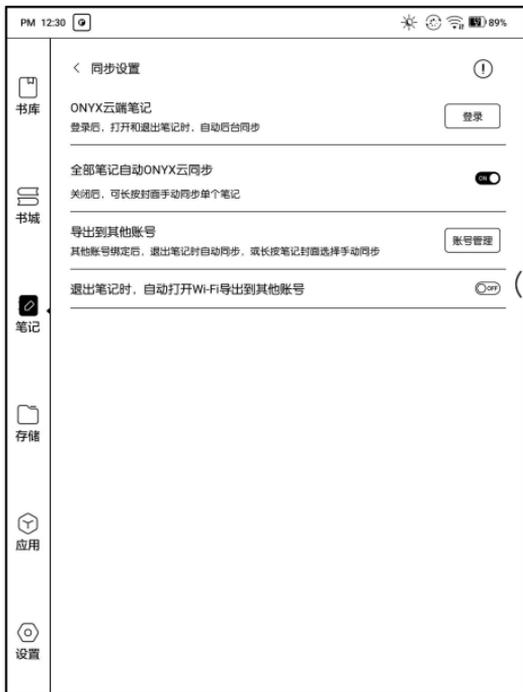 PM 12:30
89%
同步设置
ONYX云端笔记
登录后，打开和退出笔记时，自动后台同步
登录
全部笔记自动ONYX云同步
关闭后，可长按封面手动同步单个笔记
ON
导出到其他账号
其他账号绑定后，退出笔记时自动同步，或长按笔记封面选择手动同步
账号管理
退出笔记时，自动打开Wi-Fi导出到其他账号
OFF
书库
书城
笔记
存储
应用
设置